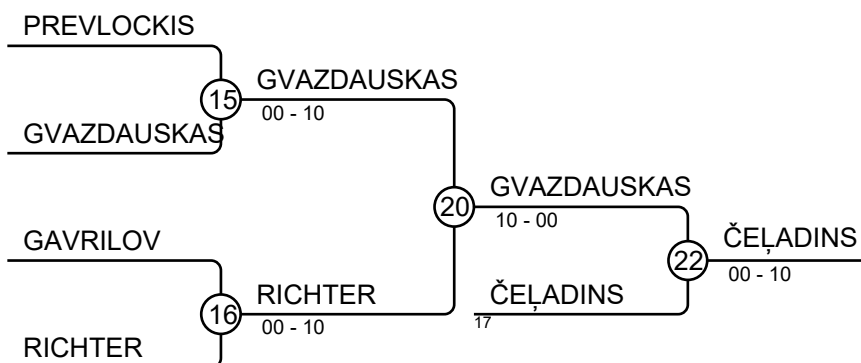 PREVLOCKIS
GVAZDAUSKAS
15
00 - 10
GVAZDAUSKAS
GVAZDAUSKAS
20
10 - 00
GAVRILOV
ČEĻADINS
22
00 - 10
RICHTER
16
00 - 10
ČEĻADINS
17
RICHTER